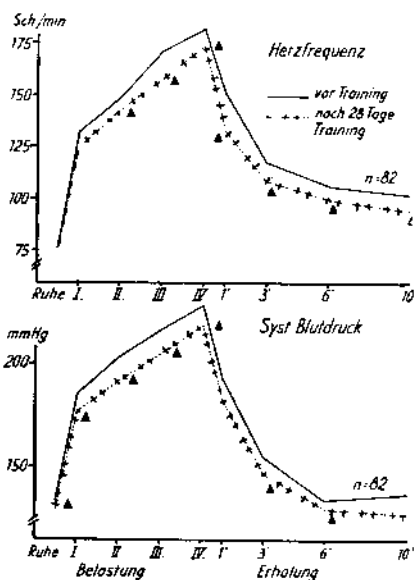 Sch/min
175
150
125
100
75
Herzfrequenz
vor Training
nach 28 Tage
Training
n=82
Ruhe I. II. III. IV. 1' 3' 6' 10'
mmHg
200
150
Syst Blutdruck
n=82
Ruhe I. II. III. IV. 1' 3' 6' 10'
Belastung Erholung